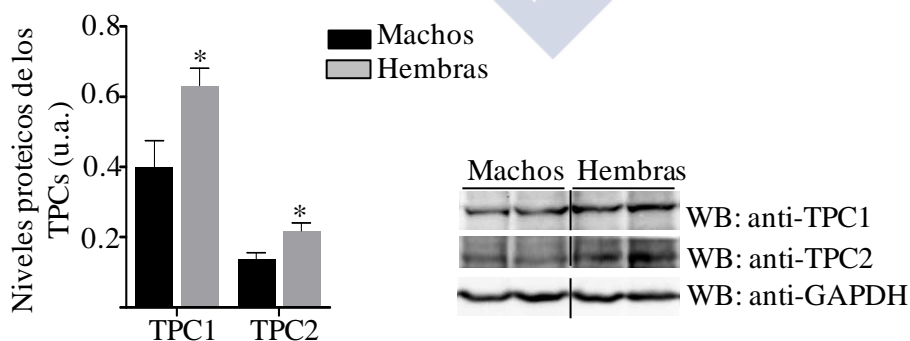 Niveles proteicos de los
TPCs (u.a.)
0.8
0.6
0.4
0.2
*
*
TPC1
TPC2
Machos
Hembras
Machos
Hembras
WB: anti-TPC1
WB: anti-TPC2
WB: anti-GAPDH